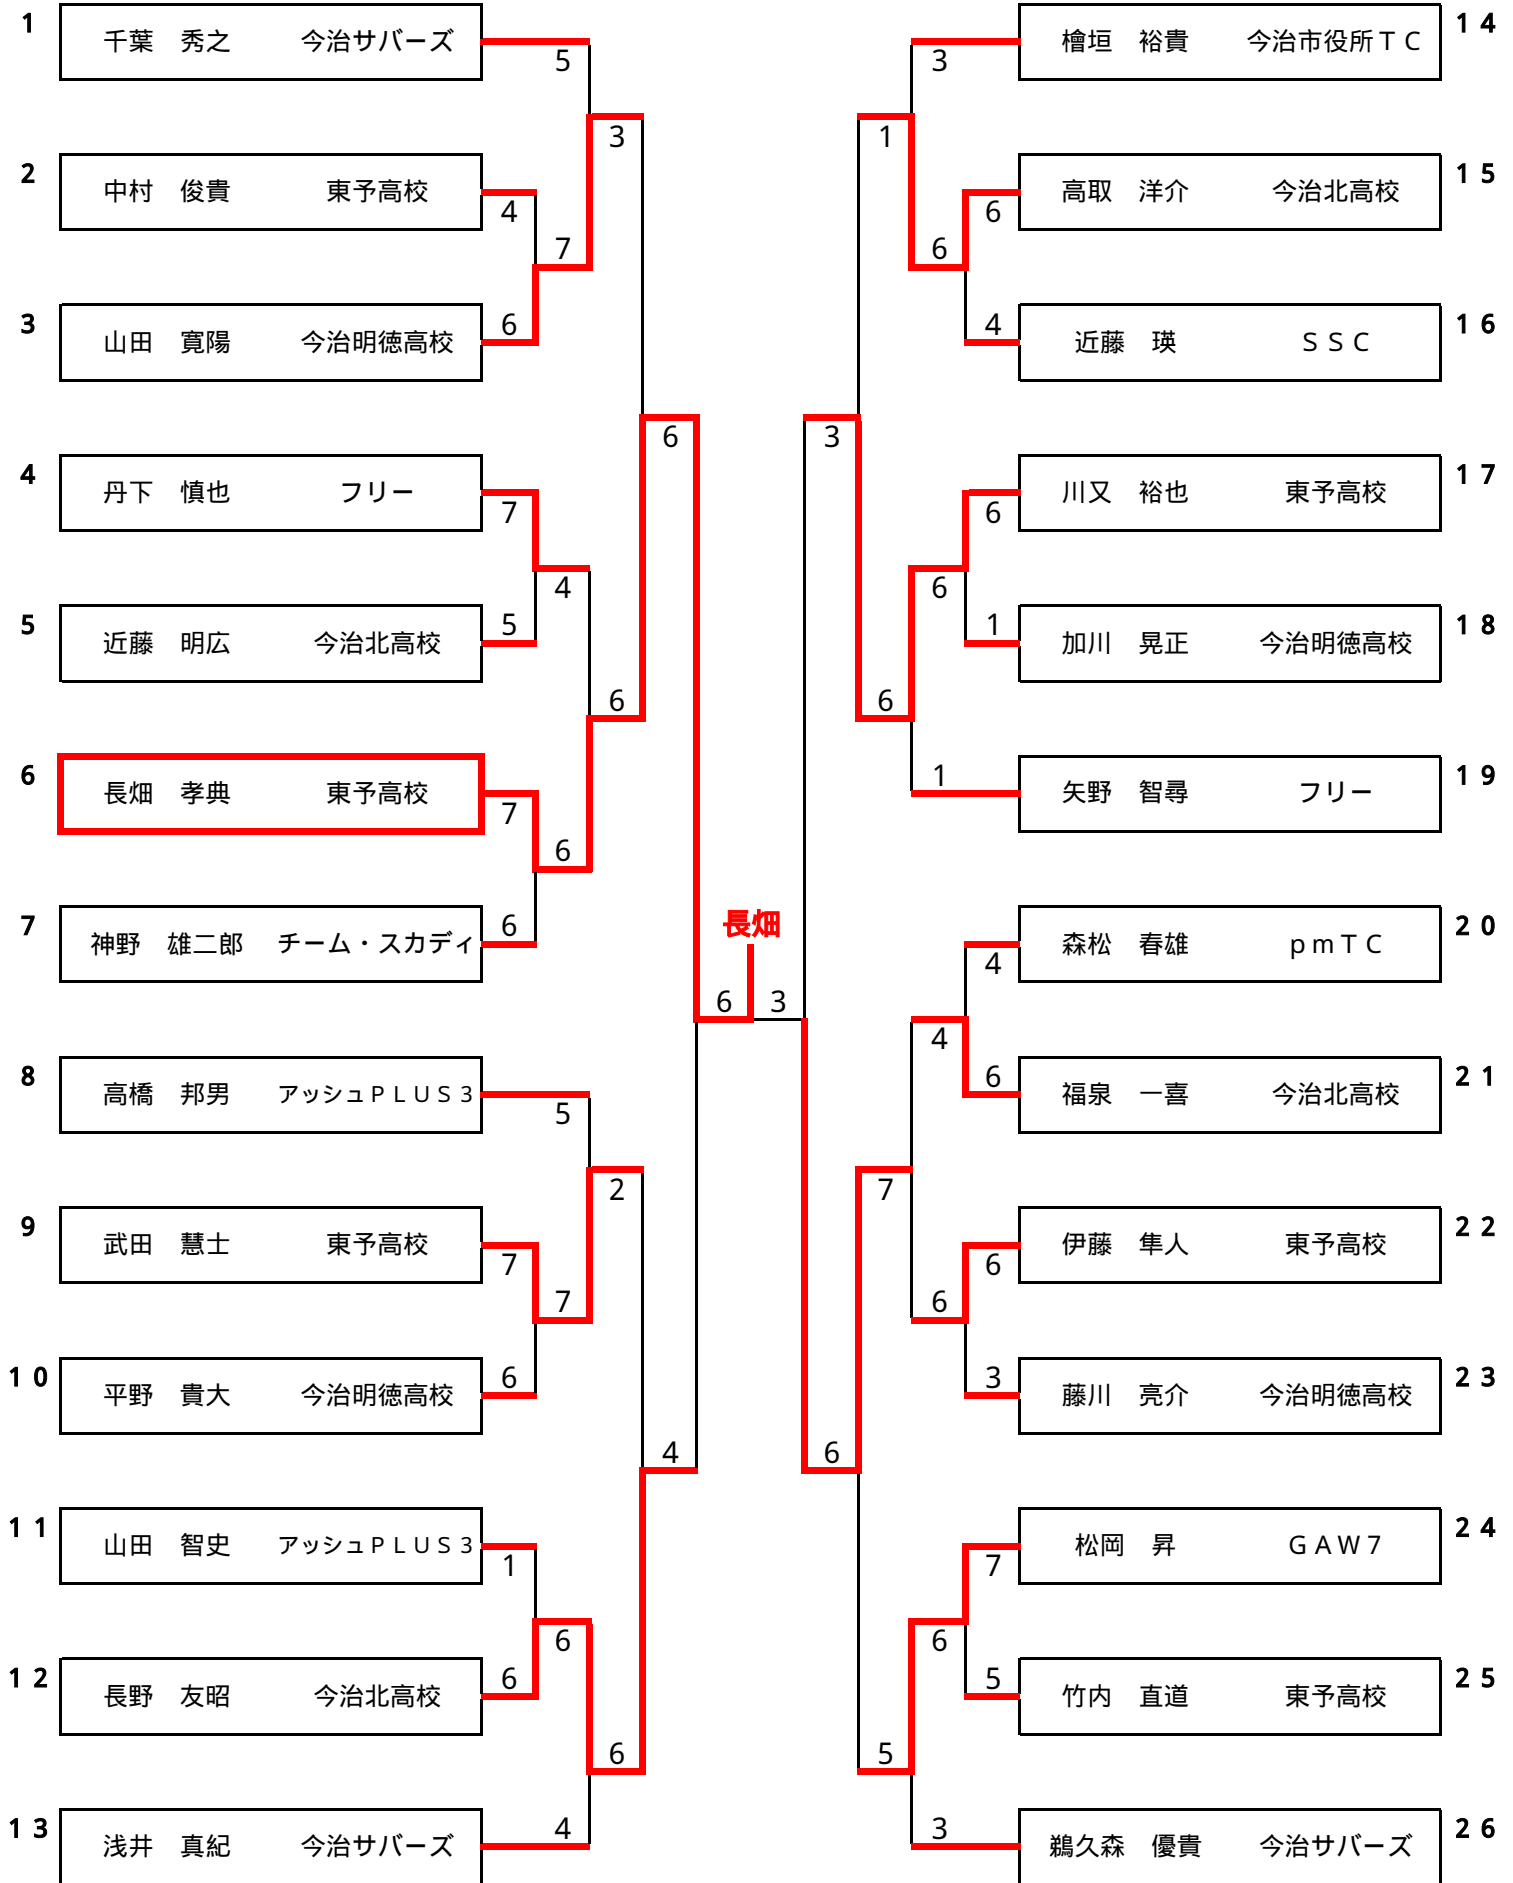 1 千葉　秀之 今治サバーズ 5
3
2 中村　俊貴 東予高校 4
7
3 山田　寛陽 今治明徳高校 6
6
4 丹下　慎也 フリー 7
4
5 近藤　明広 今治北高校 5
6
6 長畑　孝典 東予高校 7
6
7 神野　雄二郎 チーム・スカディ 6
長畑
6 3
8 高橋　邦男 アッシュＰＬＵＳ３ 5
2
9 武田　慧士 東予高校 7
7
１０ 平野　貴大 今治明徳高校 6
4
１１ 山田　智史 アッシュＰＬＵＳ３ 1
6
１２ 長野　友昭 今治北高校 6
6
１３ 浅井　真紀 今治サバーズ 4
3 檜垣　裕貴 今治市役所ＴＣ １４
1
6 高取　洋介 今治北高校 １５
6
4 近藤　瑛 ＳＳＣ １６
3
6 川又　裕也 東予高校 １７
6
1 加川　晃正 今治明徳高校 １８
6
1 矢野　智尋 フリー １９
4 森松　春雄 ｐｍＴＣ ２０
4
6 福泉　一喜 今治北高校 ２１
7
6 伊藤　隼人 東予高校 ２２
6
3 藤川　亮介 今治明徳高校 ２３
6
7 松岡　昇 ＧＡＷ７ ２４
6
5 竹内　直道 東予高校 ２５
5
3 鵜久森　優貴 今治サバーズ ２６